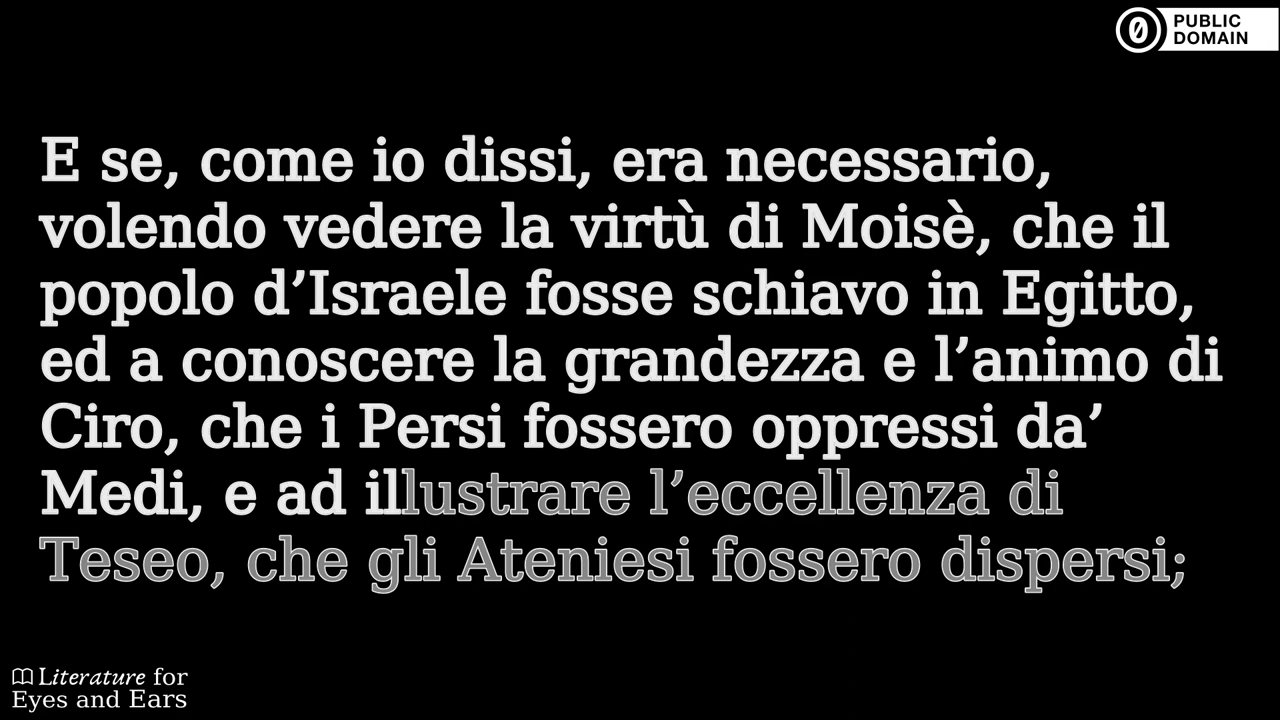 PUBLIC
DOMAIN
E se, come io dissi, era necessario,
volendo vedere la virtù di Moisè, che il
popolo d’Israele fosse schiavo in Egitto,
ed a conoscere la grandezza e l’animo di
Ciro, che i Persi fossero oppressi da’
Medi, e ad illustrare l’eccellenza di
Teseo, che gli Ateniesi fossero dispersi;
Literature for
Eyes and Ears